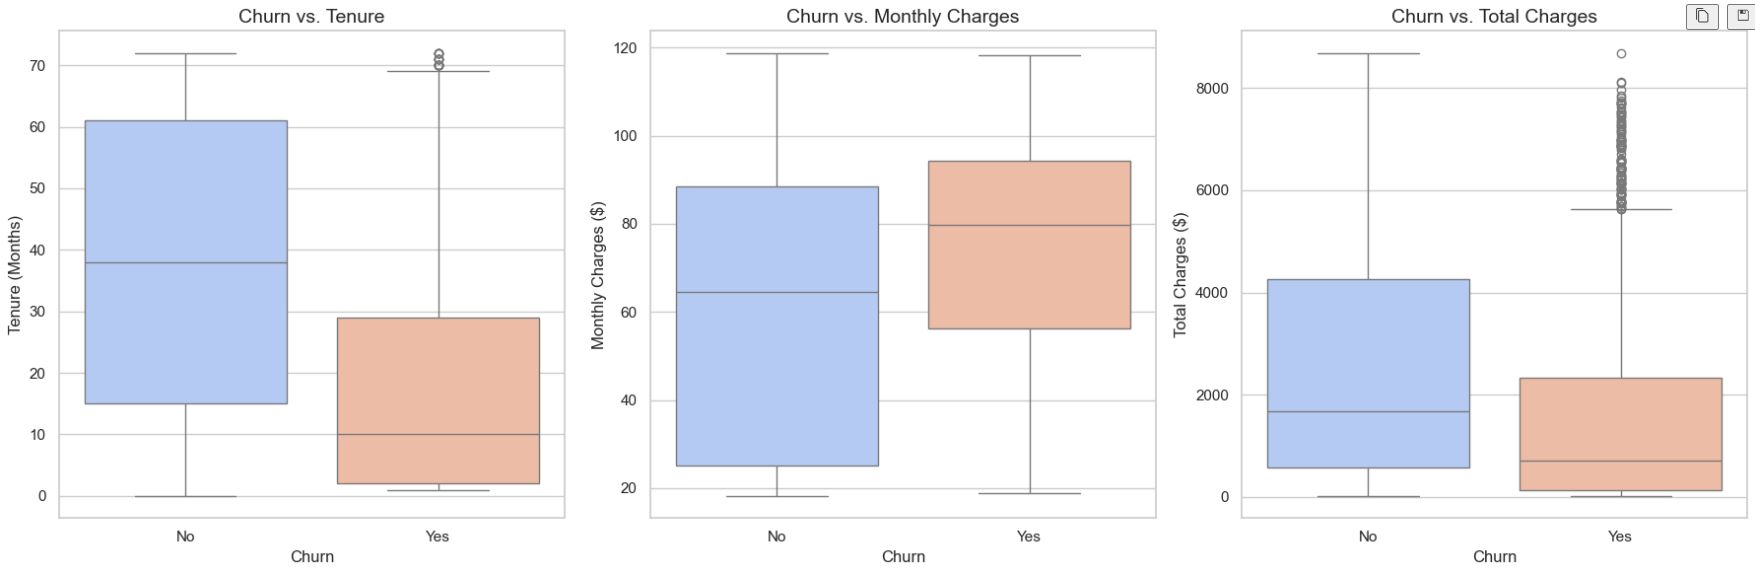 Churn vs. Tenure
70
60
50
40
30
20
10
0
Tenure (Months)
No
Yes
Churn
Churn vs. Monthly Charges
120
100
80
60
40
20
Monthly Charges ($)
No
Yes
Churn
Churn vs. Total Charges
8000
6000
4000
2000
0
Total Charges ($)
No
Yes
Churn